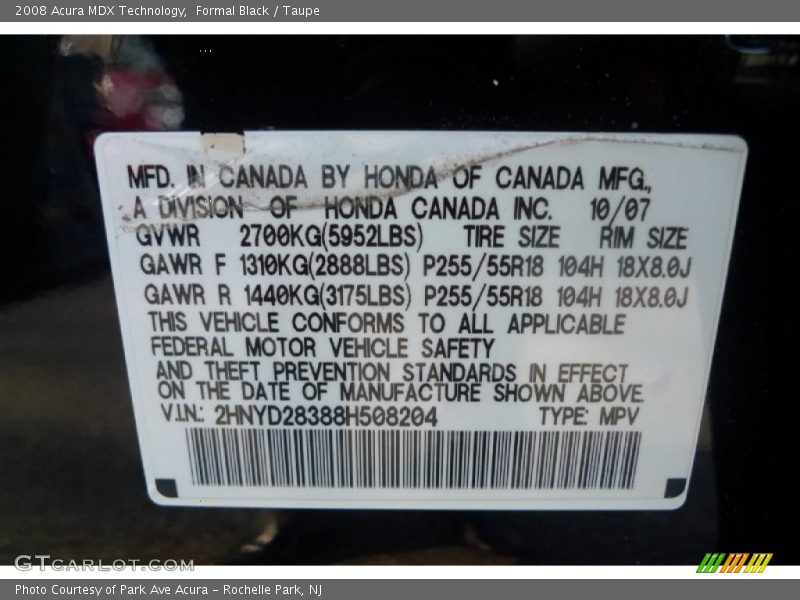 2008 Acura MDX Technology,  Formal Black / Taupe
MFD. IN CANADA BY HONDA OF CANADA MFG.,
A DIVISION OF HONDA CANADA INC. 10/07
GVWR 2700KG(5952LBS) TIRE SIZE RIM SIZE
GAWR F 1310KG(2888LBS) P255/55R18 104H 18X8.0J
GAWR R 1440KG(3175LBS) P255/55R18 104H 18X8.0J
THIS VEHICLE CONFORMS TO ALL APPLICABLE
FEDERAL MOTOR VEHICLE SAFETY
AND THEFT PREVENTION STANDARDS IN EFFECT
ON THE DATE OF MANUFACTURE SHOWN ABOVE.
V.I.N.: 2HNYD28388H508204 TYPE: MPV
GTCARLOT.COM
Photo Courtesy of Park Ave Acura - Rochelle Park, NJ